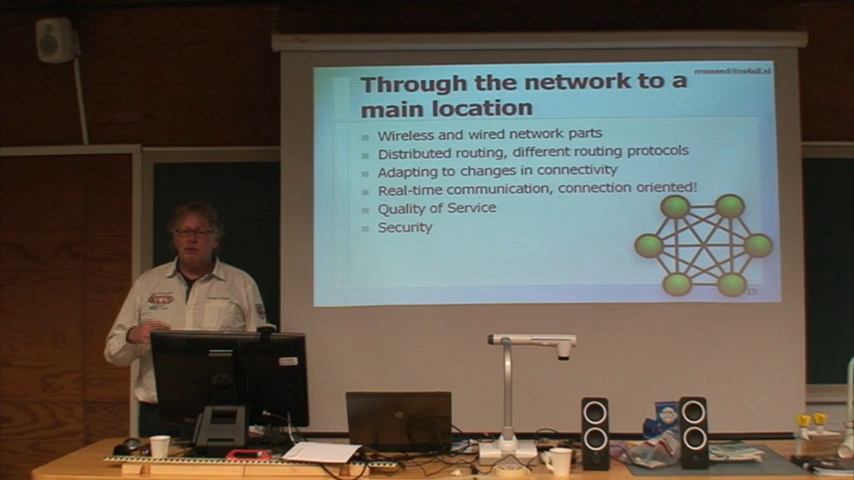 rroosend@xs4all.nl
Through the network to a
main location
Wireless and wired network parts
Distributed routing, different routing protocols
Adapting to changes in connectivity
Real-time communication, connection oriented!
Quality of Service
Security
15